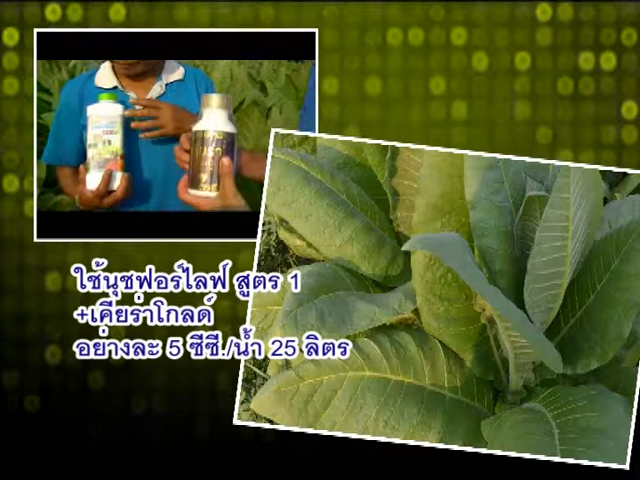 ใช้นุชฟอร์ไลฟ์ สูตร 1
+เคียร่าโกลด์
อย่างละ 5 ซีซี./น้ำ 25 ลิตร